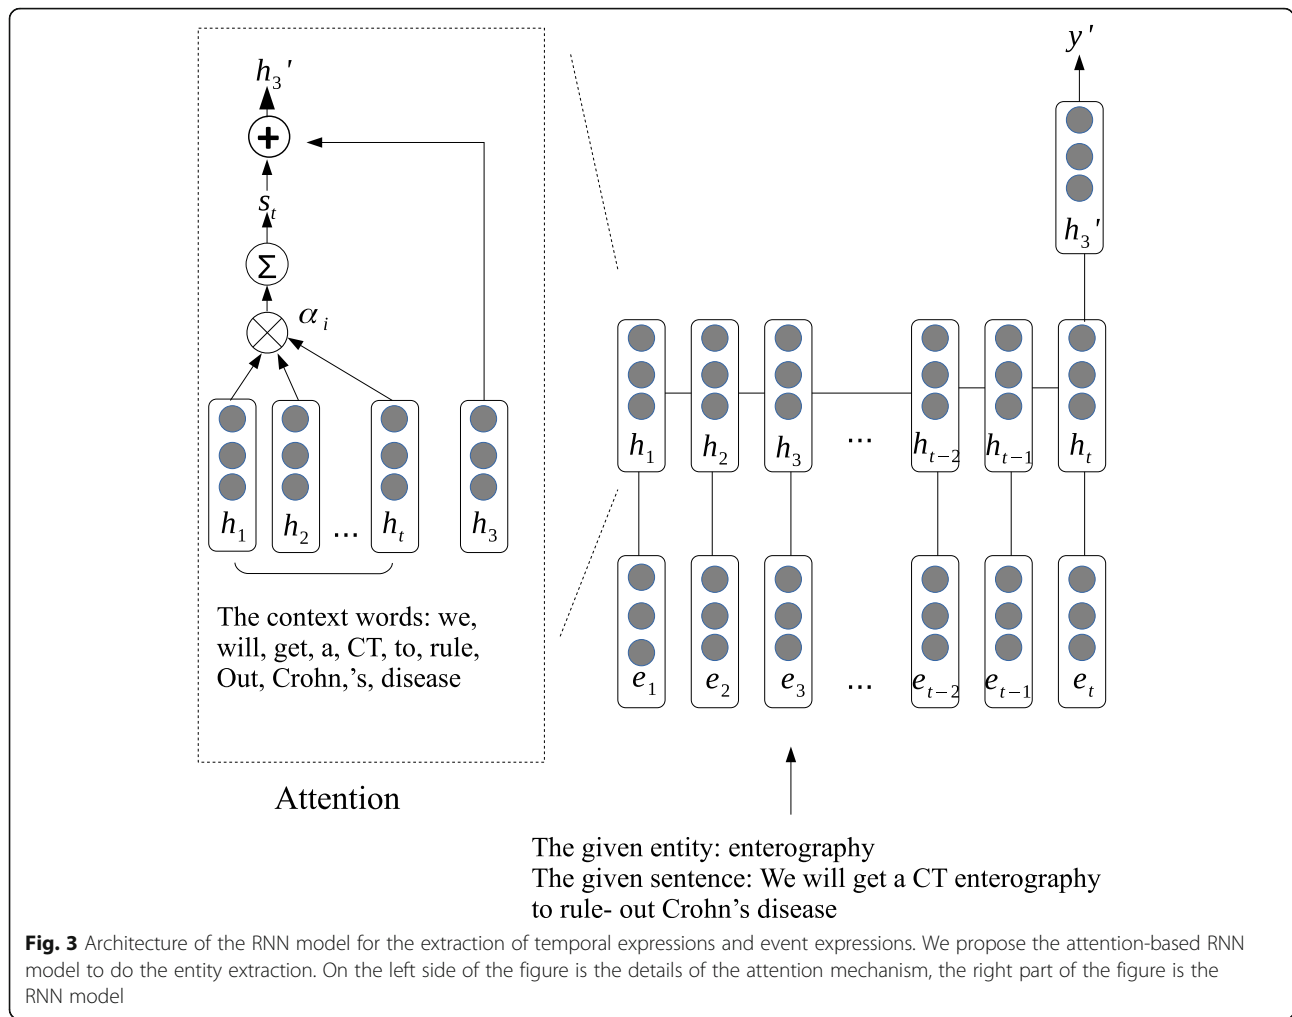 h3'
+
st
Σ
αi
h1 h2 ... ht h3
The context words: we,
will, get, a, CT, to, rule,
Out, Crohn,'s, disease
Attention
y'
h3'
h1 h2 h3 ... ht−2 ht−1 ht
e1 e2 e3 ... et−2 et−1 et
The given entity: enterography
The given sentence: We will get a CT enterography
to rule- out Crohn's disease
Fig. 3 Architecture of the RNN model for the extraction of temporal expressions and event expressions. We propose the attention-based RNN
model to do the entity extraction. On the left side of the figure is the details of the attention mechanism, the right part of the figure is the
RNN model